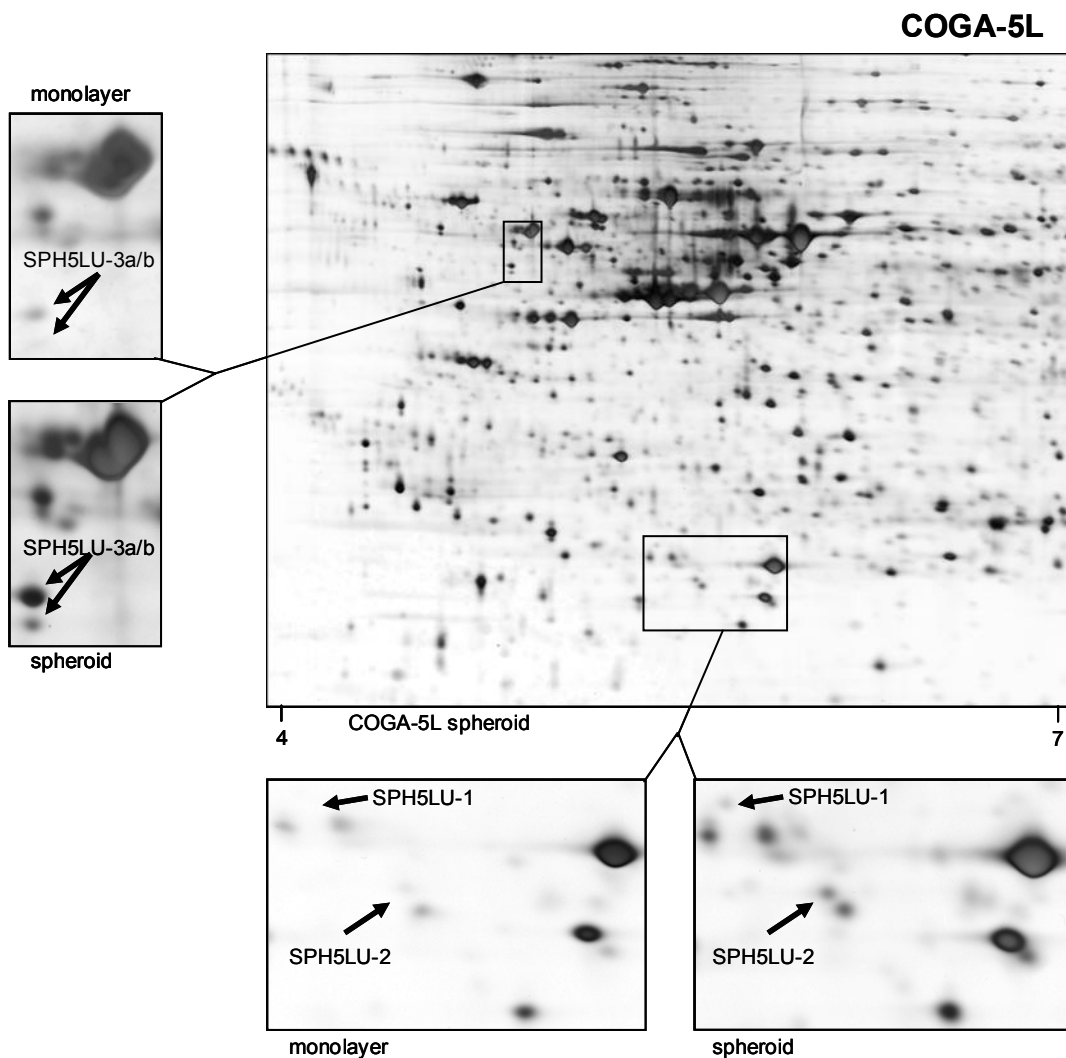 COGA-5L
monolayer
SPH5LU-3a/b
SPH5LU-3a/b
spheroid
COGA-5L spheroid
4
7
SPH5LU-1
SPH5LU-2
monolayer
SPH5LU-1
SPH5LU-2
spheroid